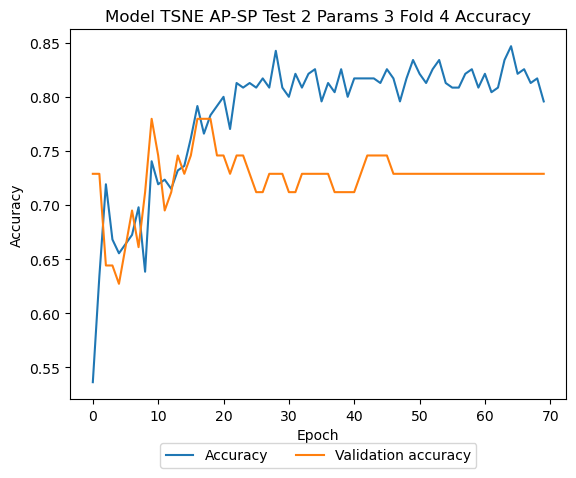 Model TSNE AP-SP Test 2 Params 3 Fold 4 Accuracy
0.85
0.80
0.75
0.70
0.65
0.60
0.55
Accuracy
0 10 20 30 40 50 60 70
Epoch
Accuracy Validation accuracy